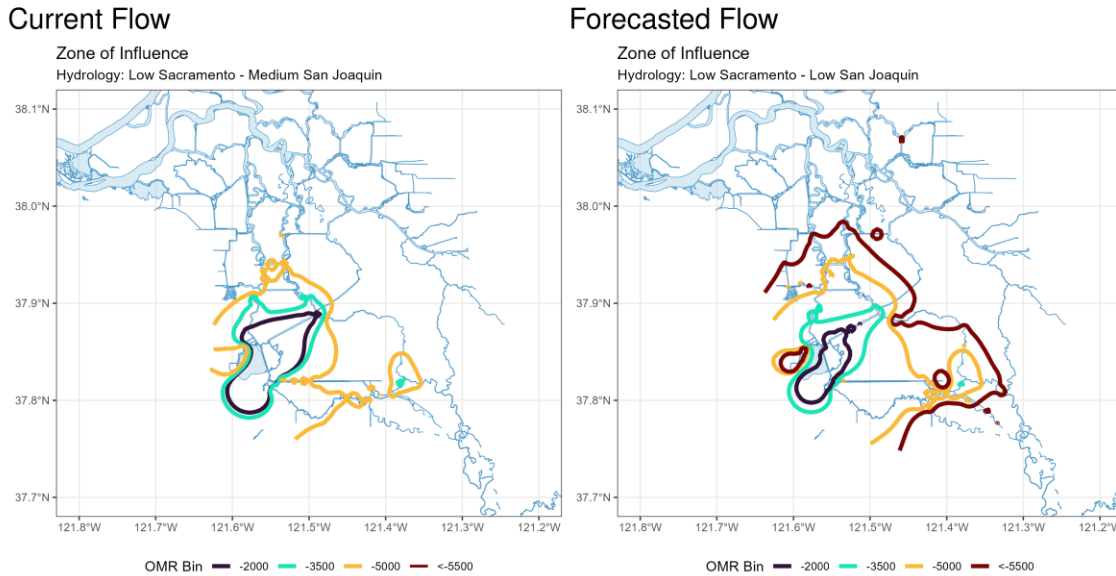 Current Flow
Zone of Influence
Hydrology: Low Sacramento - Medium San Joaquin
38.1°N
38.0°N
37.9°N
37.8°N
37.7°N
121.8°W 121.7°W 121.6°W 121.5°W 121.4°W 121.3°W 121.2°W
OMR Bin -2000 -3500 -5000 <-5500
Forecasted Flow
Zone of Influence
Hydrology: Low Sacramento - Low San Joaquin
38.1°N
38.0°N
37.9°N
37.8°N
37.7°N
121.8°W 121.7°W 121.6°W 121.5°W 121.4°W 121.3°W 121.2°W
OMR Bin -2000 -3500 -5000 <-5500